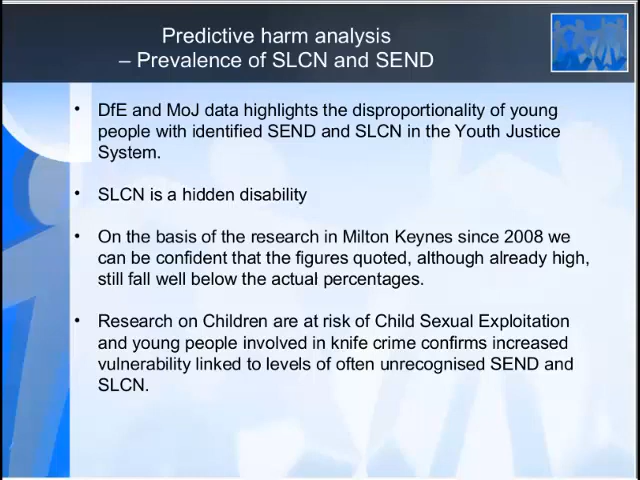 Predictive harm analysis
– Prevalence of SLCN and SEND
• DfE and MoJ data highlights the disproportionality of young
people with identified SEND and SLCN in the Youth Justice
System.
• SLCN is a hidden disability
• On the basis of the research in Milton Keynes since 2008 we
can be confident that the figures quoted, although already high,
still fall well below the actual percentages.
• Research on Children are at risk of Child Sexual Exploitation
and young people involved in knife crime confirms increased
vulnerability linked to levels of often unrecognised SEND and
SLCN.